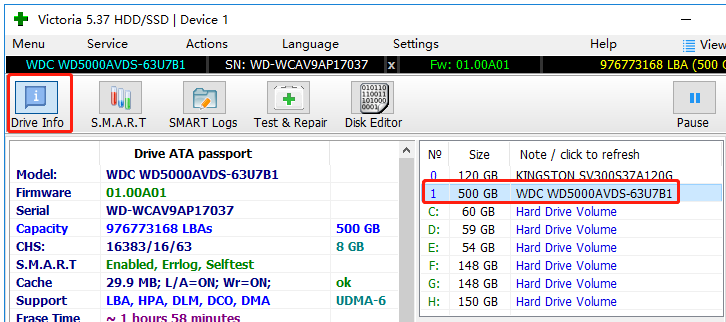 Victoria 5.37 HDD/SSD | Device 1
Menu Service Actions Language Settings Help View
WDC WD5000AVDS-63U7B1 SN: WD-WCAV9AP17037 x Fw: 01.00A01 976773168 LBA (500 GB)
Drive Info S.M.A.R.T SMART Logs Test & Repair Disk Editor Pause
Drive ATA passport
Model: WDC WD5000AVDS-63U7B1
Firmware 01.00A01
Serial WD-WCAV9AP17037
Capacity 976773168 LBAs 500 GB
CHS: 16383/16/63 8 GB
S.M.A.R.T Enabled, Errlog, Selftest
Cache 29.9 MB; L/A=ON; Wr=ON; ok
Support LBA, HPA, DLM, DCO, DMA UDMA-6
Erase Time ~ 1 hours 58 minutes
Nº Size Note / click to refresh
0 120 GB KINGSTON SV300S37A120G
1 500 GB WDC WD5000AVDS-63U7B1
C: 60 GB Hard Drive Volume
D: 59 GB Hard Drive Volume
E: 54 GB Hard Drive Volume
F: 148 GB Hard Drive Volume
G: 148 GB Hard Drive Volume
H: 150 GB Hard Drive Volume